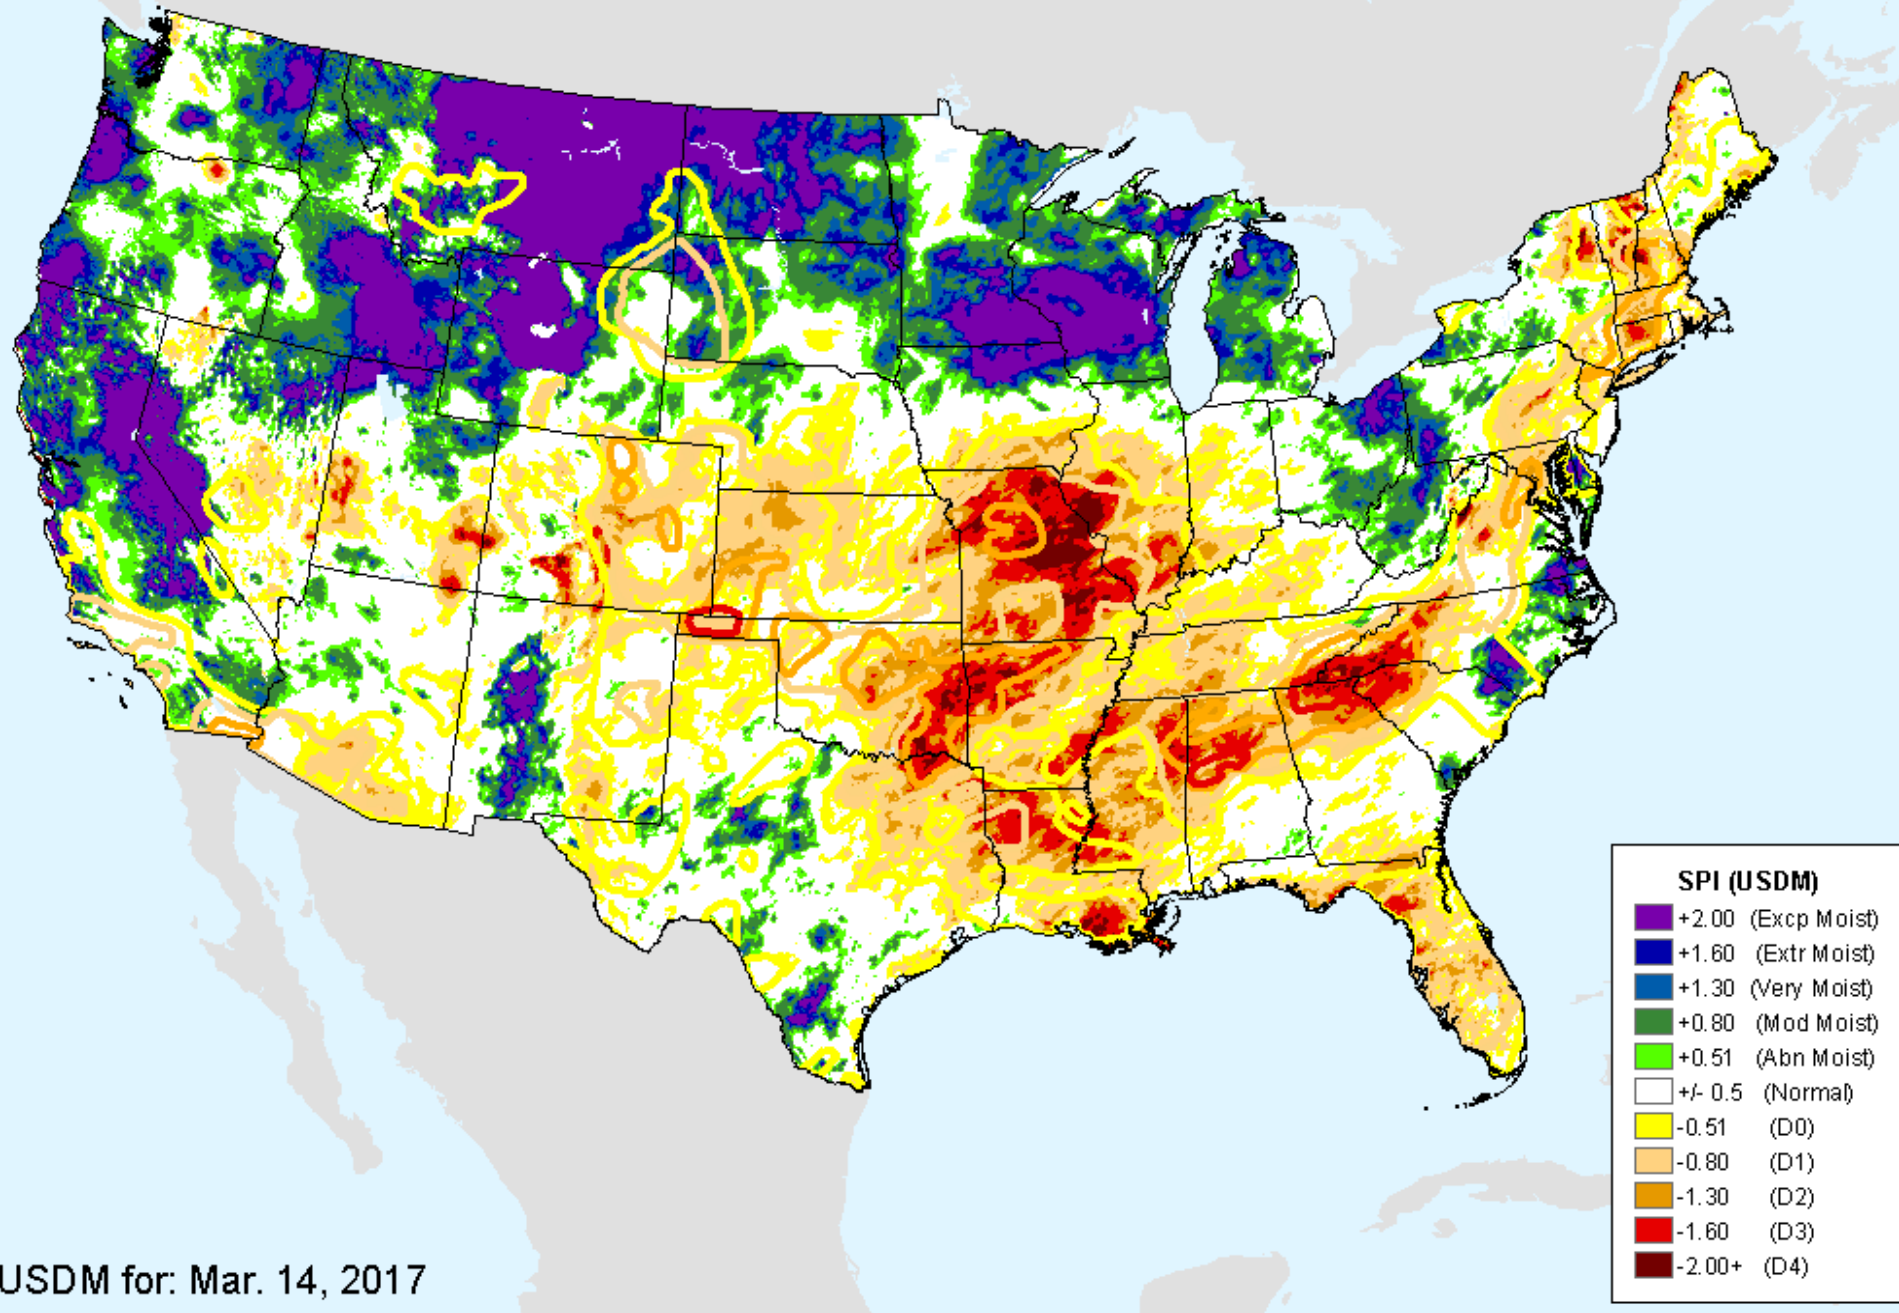 SPI (USDM)
+2.00 (Excp Moist)
+1.60 (Extr Moist)
+1.30 (Very Moist)
+0.80 (Mod Moist)
+0.51 (Abn Moist)
+/- 0.5 (Normal)
-0.51 (D0)
-0.80 (D1)
-1.30 (D2)
-1.60 (D3)
-2.00+ (D4)
USDM for: Mar. 14, 2017